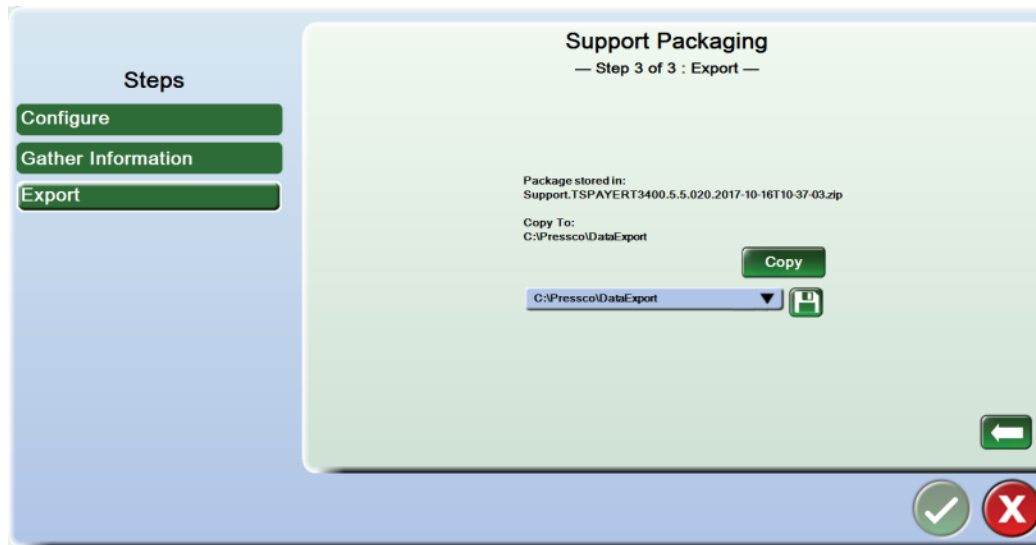 Steps
Configure
Gather Information
Export
Support Packaging
— Step 3 of 3 : Export —
Package stored in:
Support.TSPAYERT3400.5.5.020.2017-10-16T10-37-03.zip
Copy To:
C:\Pressco\DataExport
Copy
C:\Pressco\DataExport